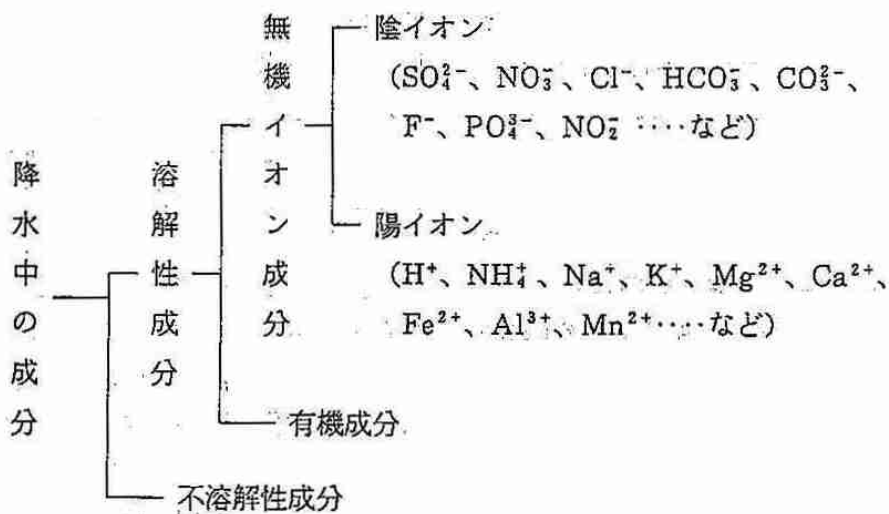 降水中の成分
溶解性成分
無機イオン成分
陰イオン
(SO₄²⁻、NO₃⁻、Cl⁻、HCO₃⁻、CO₃²⁻、
F⁻、PO₄³⁻、NO₂⁻ ‥‥など)
陽イオン
(H⁺、NH₄⁺、Na⁺、K⁺、Mg²⁺、Ca²⁺、
Fe²⁺、Al³⁺、Mn²⁺‥‥など)
有機成分
不溶解性成分